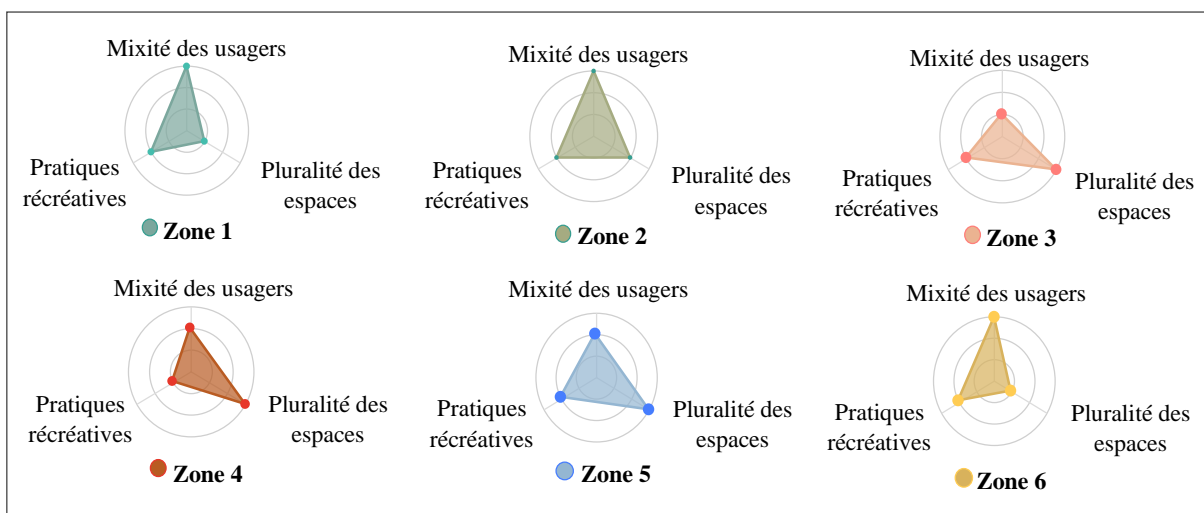 Mixité des usagers
Pratiques
récréatives
Pluralité des
espaces
Zone 1
Mixité des usagers
Pratiques
récréatives
Pluralité des
espaces
Zone 2
Mixité des usagers
Pratiques
récréatives
Pluralité des
espaces
Zone 3
Mixité des usagers
Pratiques
récréatives
Pluralité des
espaces
Zone 4
Mixité des usagers
Pratiques
récréatives
Pluralité des
espaces
Zone 5
Mixité des usagers
Pratiques
récréatives
Pluralité des
espaces
Zone 6